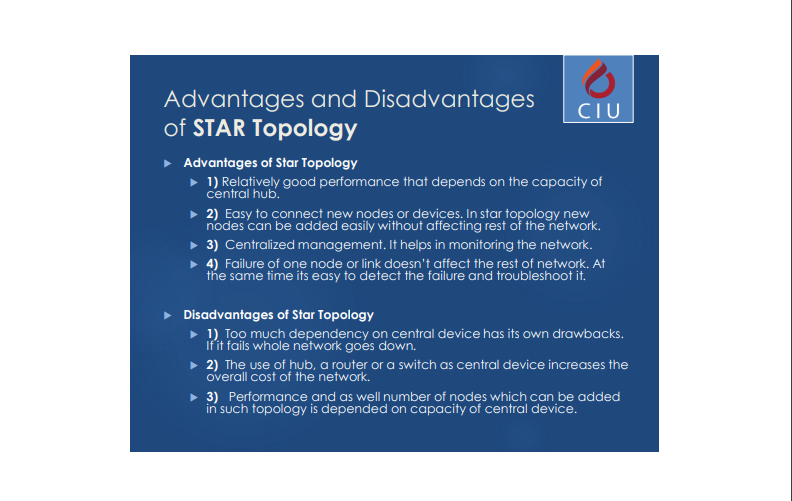 Advantages and Disadvantages
of STAR Topology
CIU
Advantages of Star Topology
1) Relatively good performance that depends on the capacity of
central hub.
2) Easy to connect new nodes or devices. In star topology new
nodes can be added easily without affecting rest of the network.
3) Centralized management. It helps in monitoring the network.
4) Failure of one node or link doesn't affect the rest of network. At
the same time its easy to detect the failure and troubleshoot it.
Disadvantages of Star Topology
1) Too much dependency on central device has its own drawbacks.
If it fails whole network goes down.
2) The use of hub, a router or a switch as central device increases the
overall cost of the network.
3) Performance and as well number of nodes which can be added
in such topology is depended on capacity of central device.